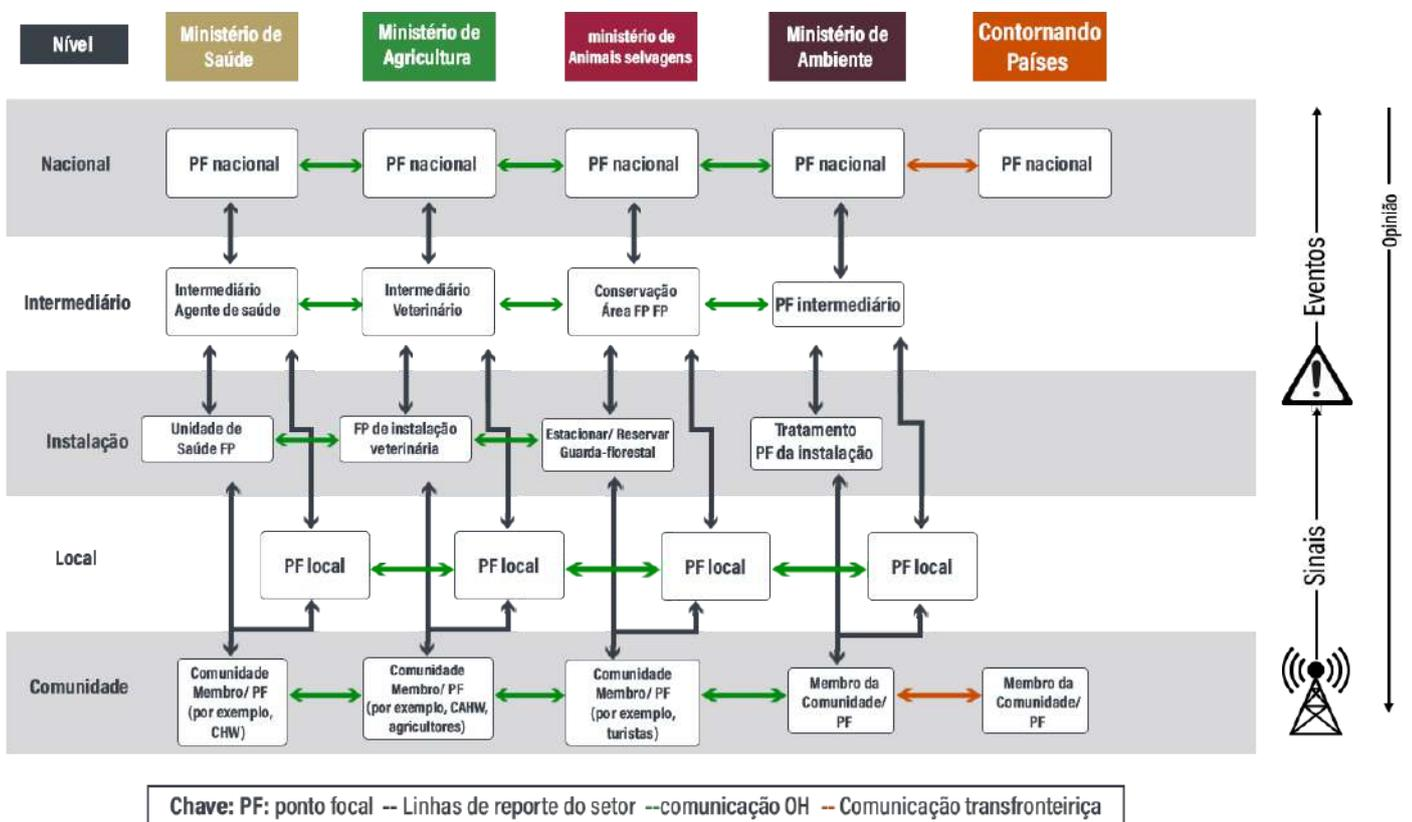 Nível
Ministério de
Saúde
Ministério de
Agricultura
ministério de
Animais selvagens
Ministério de
Ambiente
Contornando
Países
Nacional
PF nacional
PF nacional
PF nacional
PF nacional
PF nacional
Intermediário
Intermediário
Agente de saúde
Intermediário
Veterinário
Conservação
Área FP FP
PF intermediário
Instalação
Unidade de
Saúde FP
FP de instalação
veterinária
Estacionar/ Reservar
Guarda-florestal
Tratamento
PF da instalação
Local
PF local
PF local
PF local
PF local
Comunidade
Comunidade
Membro/ PF
(por exemplo,
CHW)
Comunidade
Membro/ PF
(por exemplo, CAHW,
agricultores)
Comunidade
Membro/ PF
(por exemplo,
turistas)
Membro da
Comunidade/
PF
Membro da
Comunidade/
PF
Eventos
Sinais
Opinião
Chave: PF: ponto focal -- Linhas de reporte do setor --comunicação OH -- Comunicação transfronteiriça